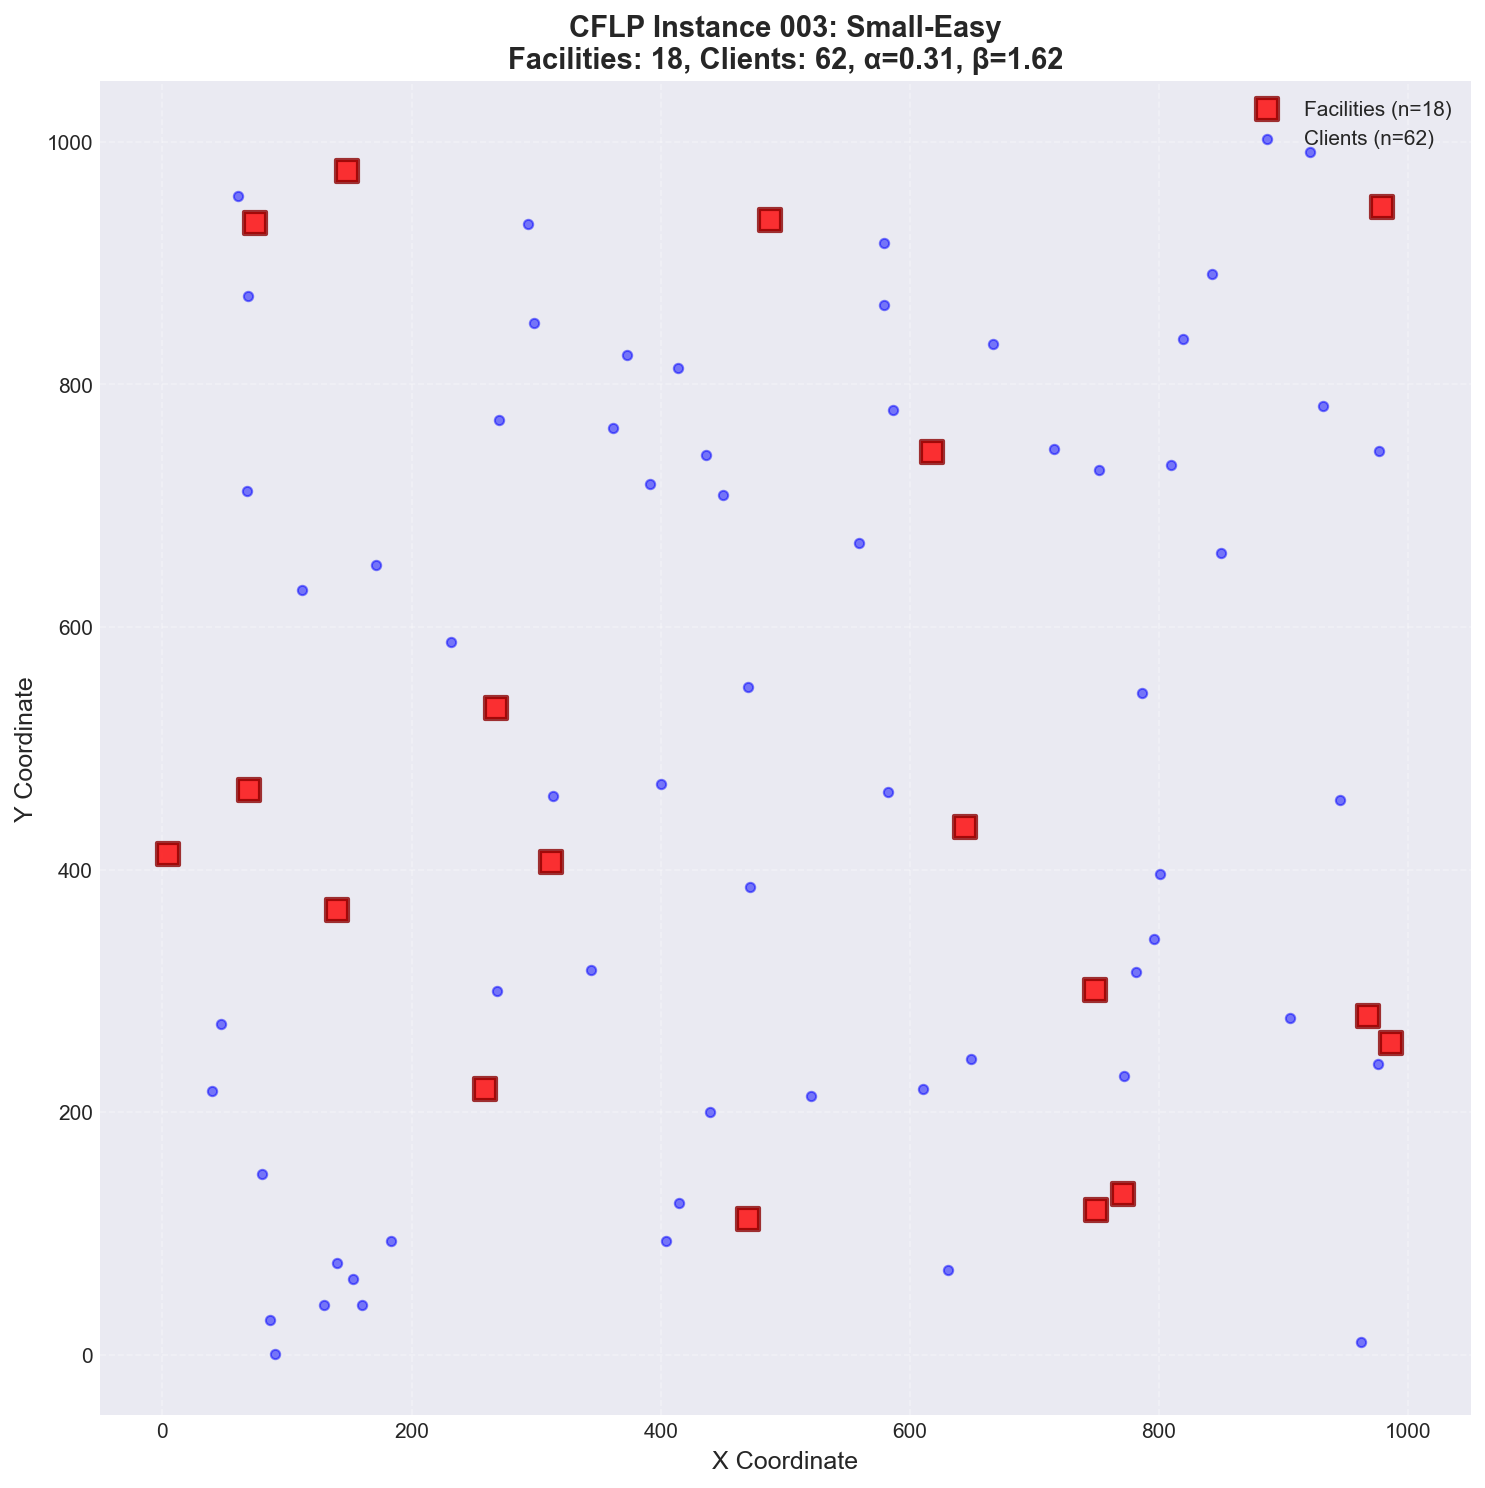 CFLP Instance 003: Small-Easy
Facilities: 18, Clients: 62, α=0.31, β=1.62
Facilities (n=18)
Clients (n=62)
1000
800
600
400
200
0
Y Coordinate
0 200 400 600 800 1000
X Coordinate